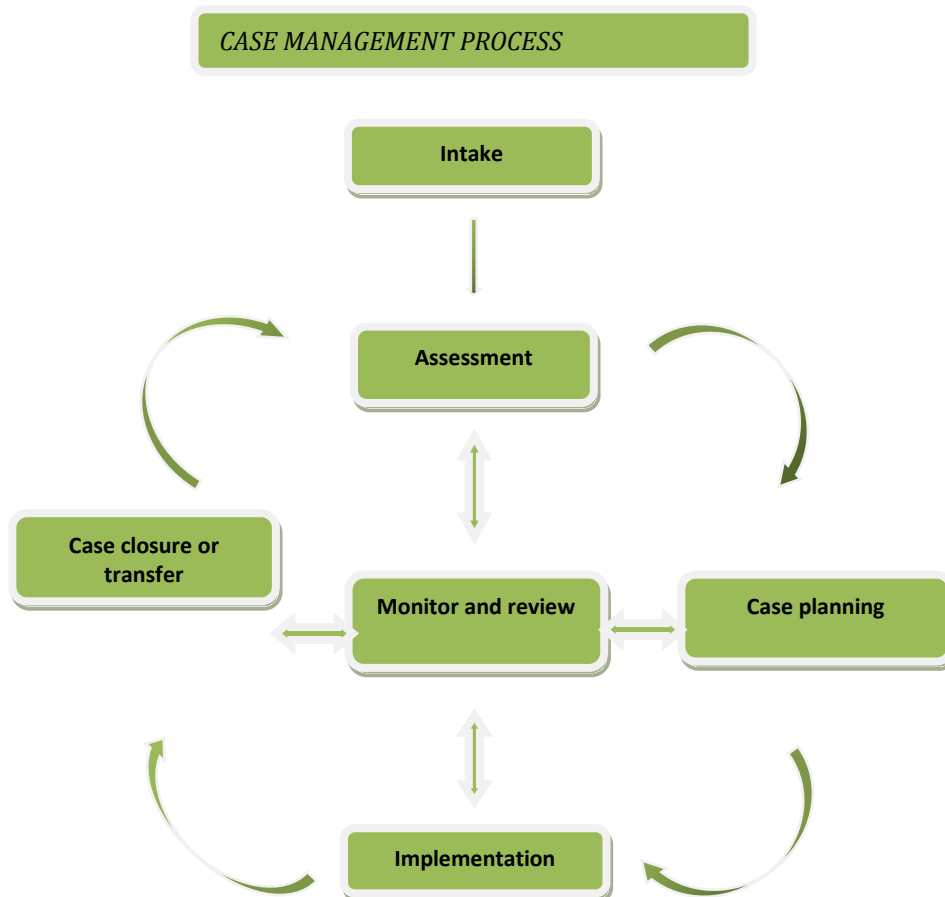 CASE MANAGEMENT PROCESS
Intake
Assessment
Case closure or
transfer
Monitor and review
Case planning
Implementation